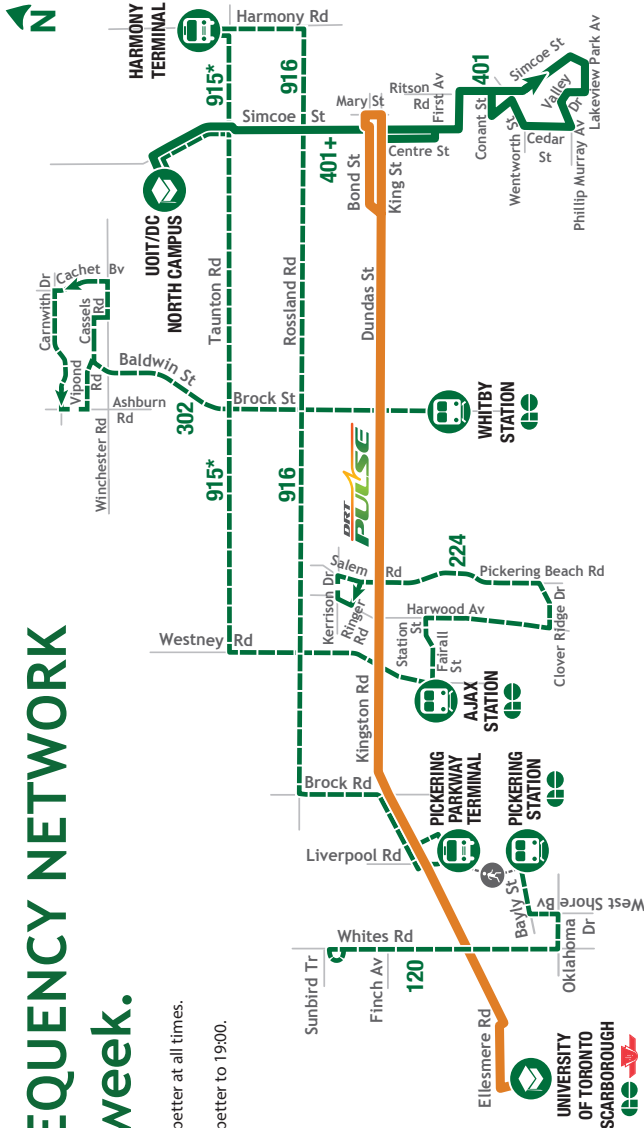 EQUENCY NETWORK
week.
better at all times.
better to 19:00.
N
HARMONY
TERMINAL
Harmony Rd
915*
916
Simcoe St
401+
Mary St
Ritson
Rd
First Av
Bond St
King St
Centre St
401
Simcoe St
Conant St
Wentworth St
Valley
Dr
Cedar
St
Lakeview Park Av
Phillip Murray Av
UOIT/DC
NORTH CAMPUS
Taunton Rd
Rossland Rd
Dundas St
Carnwith Dr
Cachet Bv
Cassels
Rd
Vipond
Rd
Baldwin St
Ashburn
Rd
Winchester Rd
302
Brock St
WHITBY
STATION
GO
915*
916
DRT
PULSE
Salem Rd
Kerrison Dr
Ringer
Rd
224
Pickering Beach Rd
Harwood Av
Clover Ridge Dr
Station
St
Fairall
St
Westney Rd
Kingston Rd
AJAX
STATION
GO
Brock Rd
PICKERING
PARKWAY
TERMINAL
PICKERING
STATION
GO
Liverpool Rd
Bayly St
West Shore Bv
Oklahoma
Dr
Whites Rd
Sunbird Tr
Finch Av
120
Ellesmere Rd
UNIVERSITY
OF TORONTO
SCARBOROUGH
GO